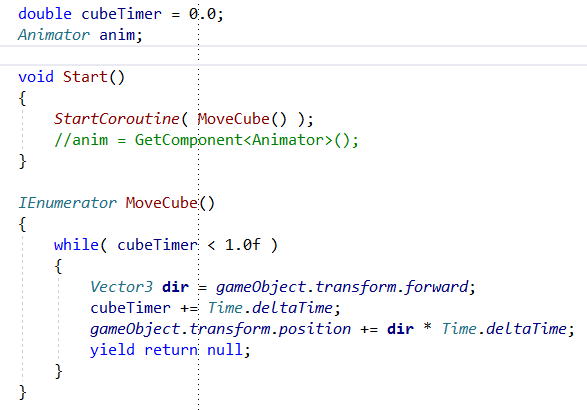 double cubeTimer = 0.0;
Animator anim;
void Start()
{
StartCoroutine( MoveCube() );
//anim = GetComponent<Animator>();
}
IEnumerator MoveCube()
{
while( cubeTimer < 1.0f )
{
Vector3 dir = gameObject.transform.forward;
cubeTimer += Time.deltaTime;
gameObject.transform.position += dir * Time.deltaTime;
yield return null;
}
}